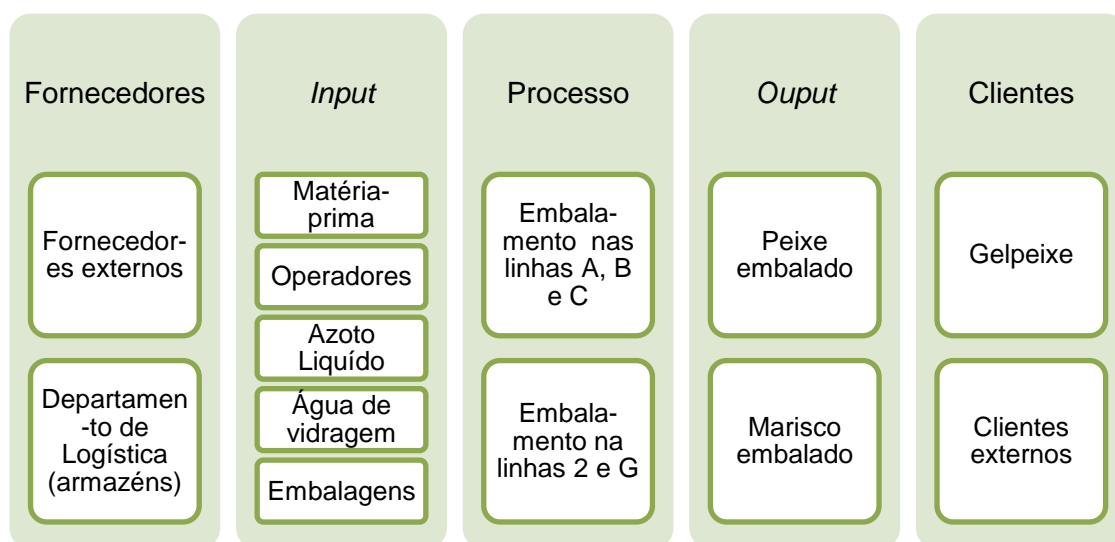 Fornecedores
Fornecedor-
es externos
Departamen
-to de
Logística
(armazéns)
Input
Matéria-
prima
Operadores
Azoto
Liquído
Água de
vidragem
Embalagens
Processo
Embala-
mento nas
linhas A, B
e C
Embala-
mento na
linhas 2 e G
Ouput
Peixe
embalado
Marisco
embalado
Clientes
Gelpeixe
Clientes
externos